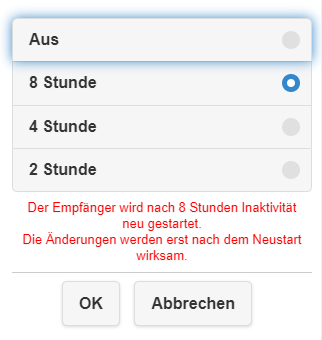 Aus
8 Stunde
4 Stunde
2 Stunde
Der Empfänger wird nach 8 Stunden Inaktivität
neu gestartet.
Die Änderungen werden erst nach dem Neustart
wirksam.
OK
Abbrechen